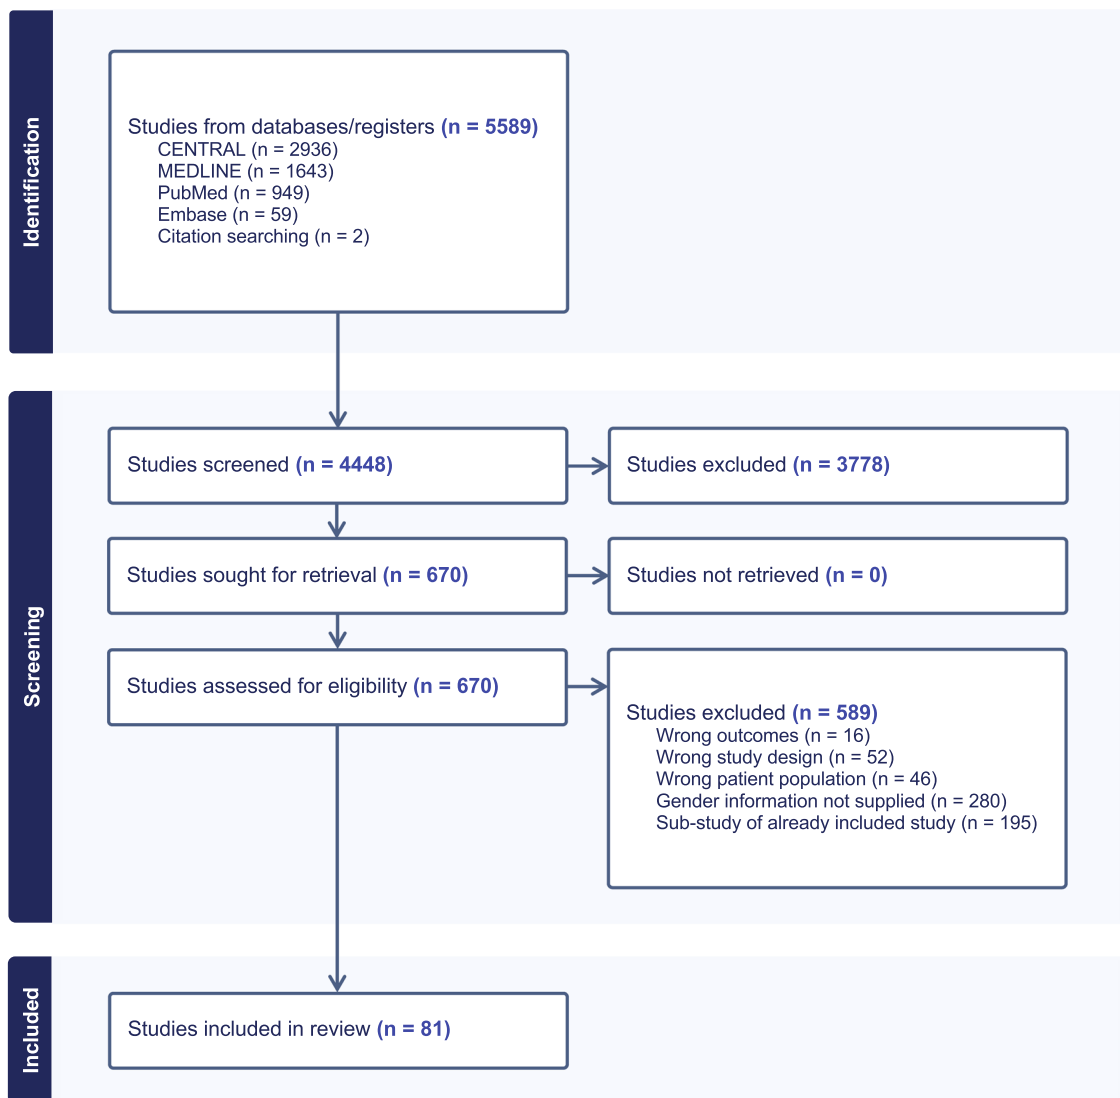 Identification
Studies from databases/registers (n = 5589)
CENTRAL (n = 2936)
MEDLINE (n = 1643)
PubMed (n = 949)
Embase (n = 59)
Citation searching (n = 2)
Screening
Studies screened (n = 4448)
Studies excluded (n = 3778)
Studies sought for retrieval (n = 670)
Studies not retrieved (n = 0)
Studies assessed for eligibility (n = 670)
Studies excluded (n = 589)
Wrong outcomes (n = 16)
Wrong study design (n = 52)
Wrong patient population (n = 46)
Gender information not supplied (n = 280)
Sub-study of already included study (n = 195)
Included
Studies included in review (n = 81)